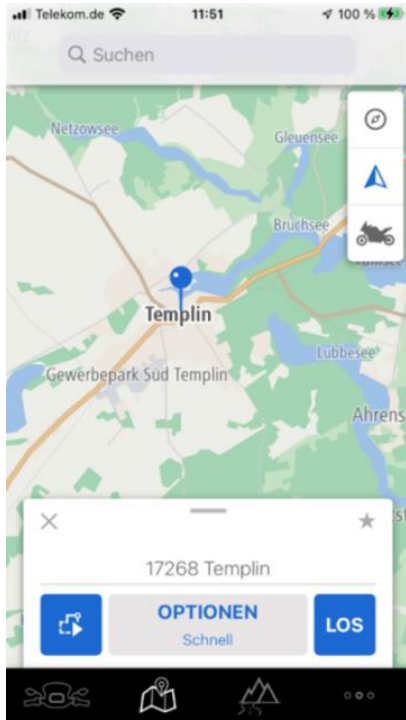 Telekom.de 11:51 100 %
Suchen
Netzowsee
Gleuensee
Bruchsee
Templin
Lübbesee
Gewerbepark Süd Templin
Ahrens
17268 Templin
OPTIONEN
Schnell
LOS